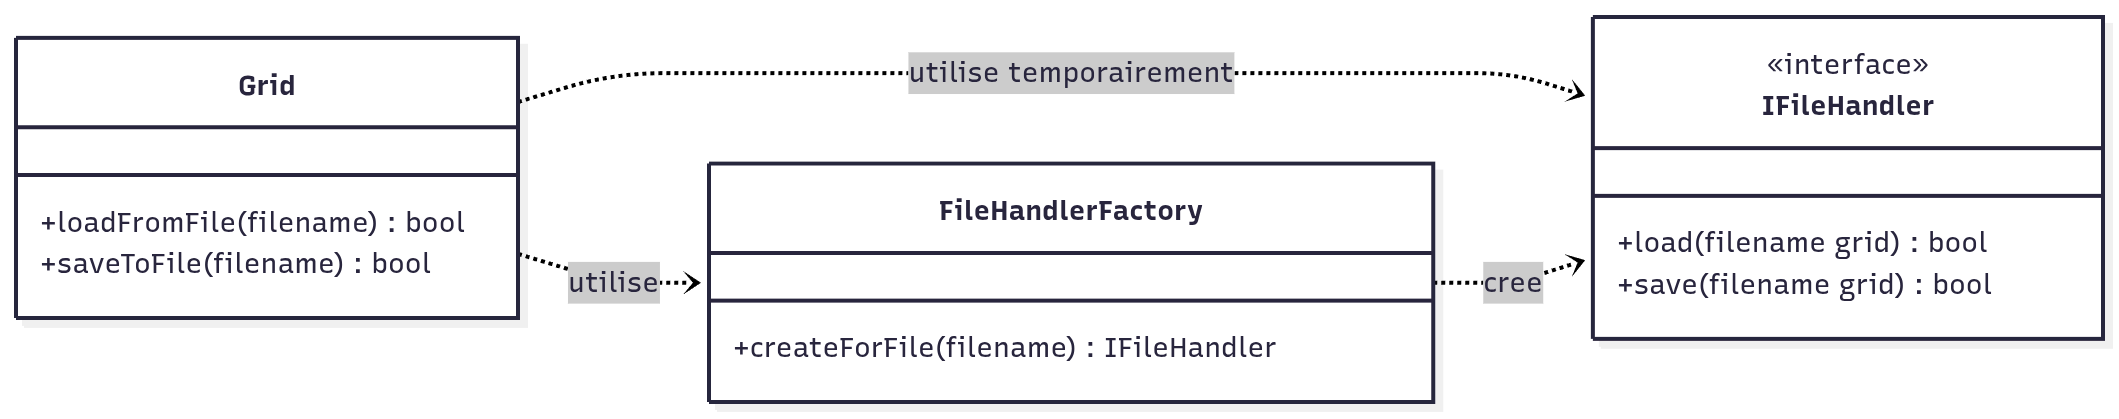 Grid
+loadFromFile(filename) : bool
+saveToFile(filename) : bool
utilise temporairement
utilise
FileHandlerFactory
+createForFile(filename) : IFileHandler
cree
«interface»
IFileHandler
+load(filename grid) : bool
+save(filename grid) : bool